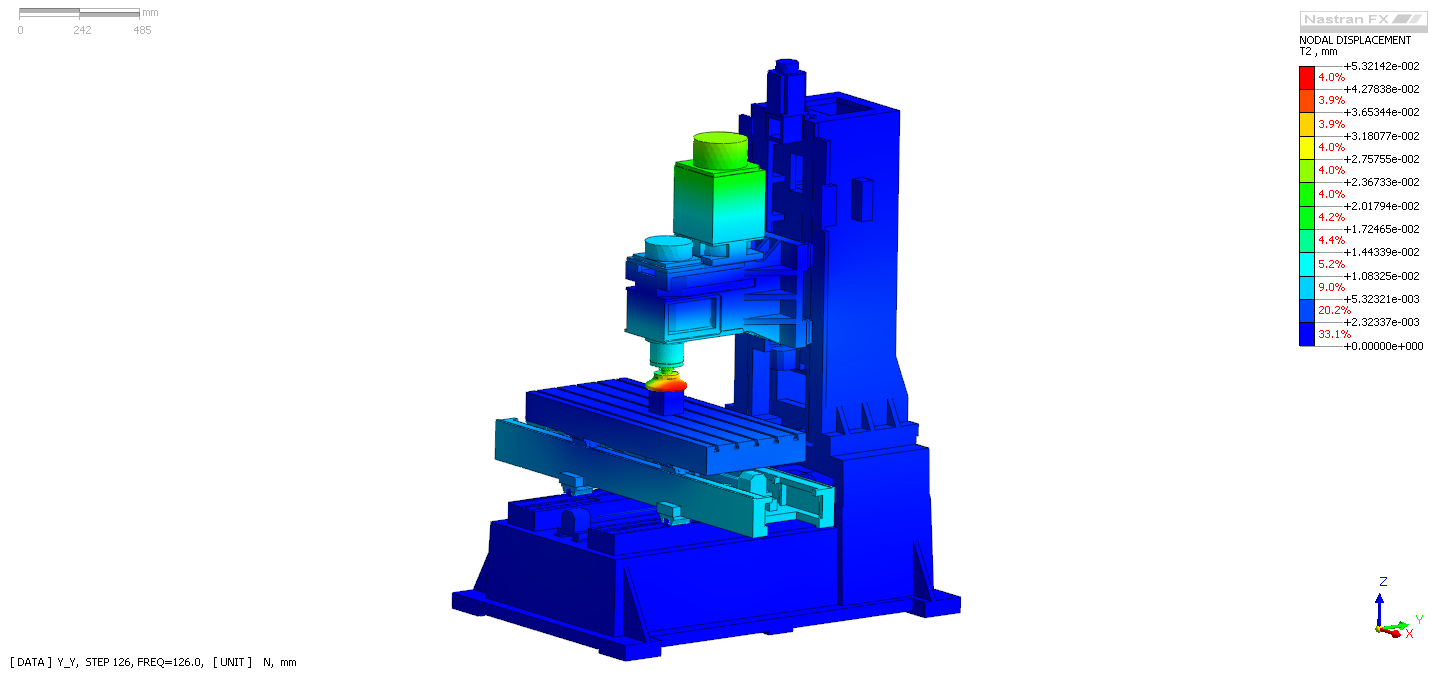 mm
0 242 485
Nastran FX
NODAL DISPLACEMENT
T2 , mm
+5.32142e-002
4.0%
+4.27838e-002
3.9%
+3.65344e-002
3.9%
+3.18077e-002
4.0%
+2.75755e-002
4.0%
+2.36733e-002
4.0%
+2.01794e-002
4.2%
+1.72465e-002
4.4%
+1.44339e-002
5.2%
+1.08325e-002
9.0%
+5.32321e-003
20.2%
+2.32337e-003
33.1%
+0.00000e+000
Z
Y
X
[ DATA ] Y_Y, STEP 126, FREQ=126.0, [ UNIT ] N, mm